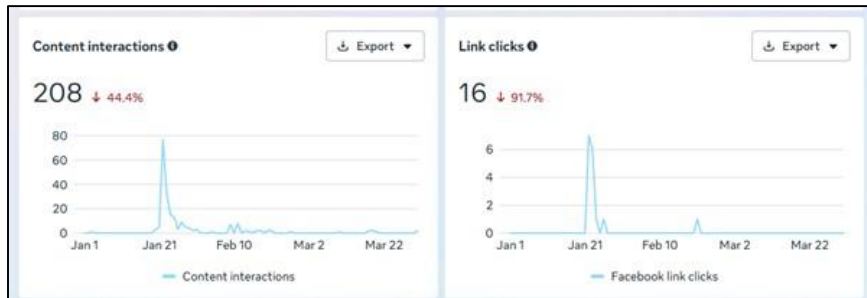 Content interactions
Export
208 ↓ 44.4%
80
60
40
20
0
Jan 1 Jan 21 Feb 10 Mar 2 Mar 22
Content interactions
Link clicks
Export
16 ↓ 91.7%
6
4
2
0
Jan 1 Jan 21 Feb 10 Mar 2 Mar 22
Facebook link clicks